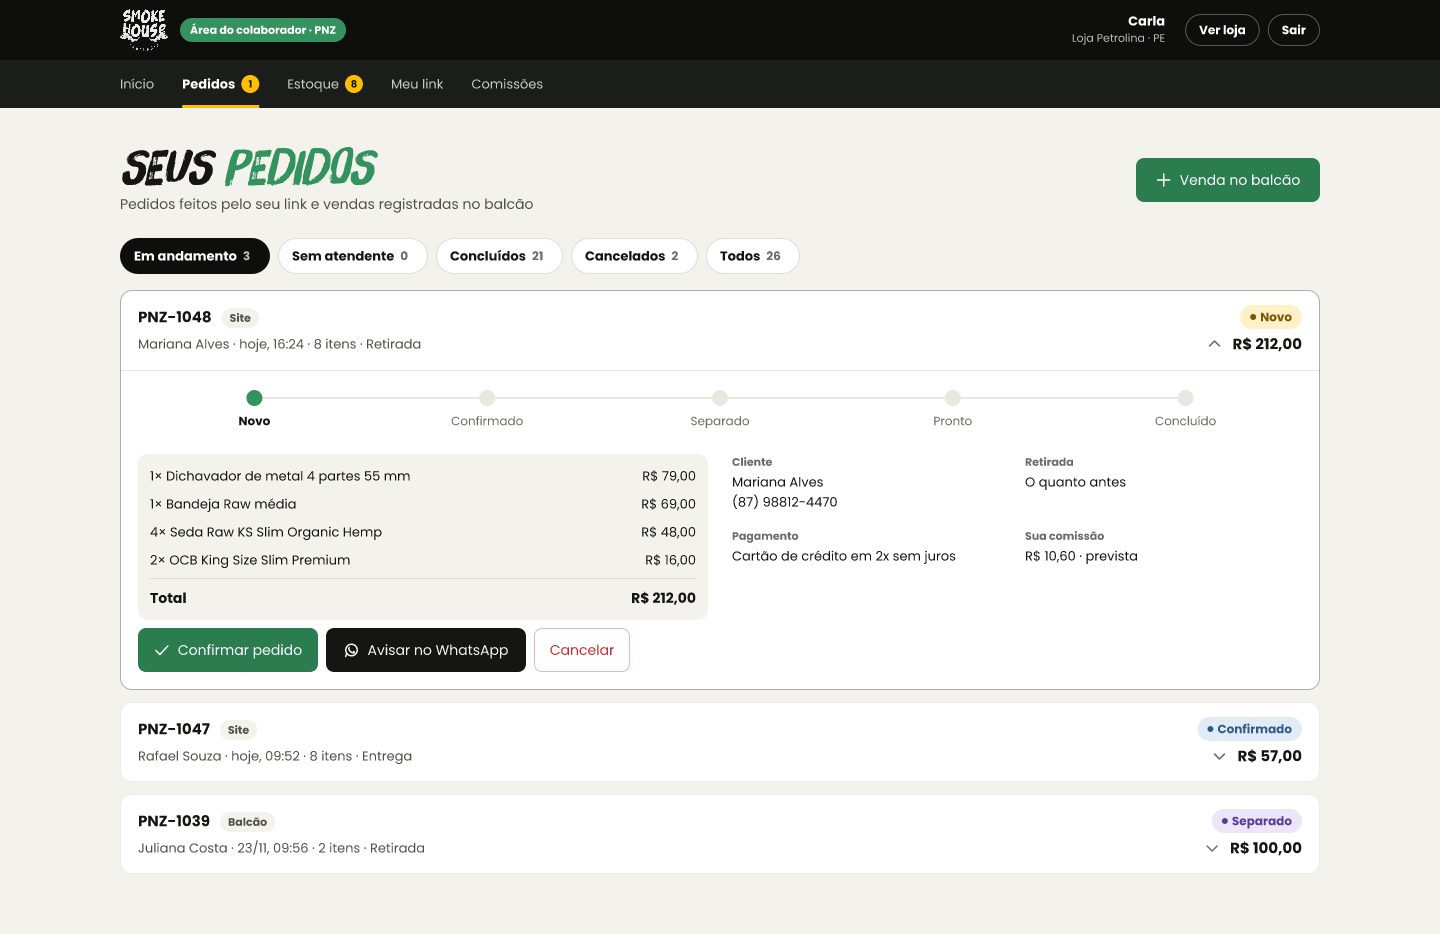 SMOKE HOUSE
Área do colaborador · PNZ
Carla
Loja Petrolina · PE
Ver loja
Sair
Início
Pedidos 1
Estoque 8
Meu link
Comissões
SEUS PEDIDOS
Pedidos feitos pelo seu link e vendas registradas no balcão
Venda no balcão
Em andamento 3
Sem atendente 0
Concluídos 21
Cancelados 2
Todos 26
PNZ-1048 Site
Novo
Mariana Alves · hoje, 16:24 · 8 itens · Retirada
R$ 212,00
Novo
Confirmado
Separado
Pronto
Concluído
1× Dichavador de metal 4 partes 55 mm R$ 79,00
1× Bandeja Raw média R$ 69,00
4× Seda Raw KS Slim Organic Hemp R$ 48,00
2× OCB King Size Slim Premium R$ 16,00
Total R$ 212,00
Cliente
Mariana Alves
(87) 98812-4470
Retirada
O quanto antes
Pagamento
Cartão de crédito em 2x sem juros
Sua comissão
R$ 10,60 · prevista
Confirmar pedido
Avisar no WhatsApp
Cancelar
PNZ-1047 Site
Confirmado
Rafael Souza · hoje, 09:52 · 8 itens · Entrega
R$ 57,00
PNZ-1039 Balcão
Separado
Juliana Costa · 23/11, 09:56 · 2 itens · Retirada
R$ 100,00